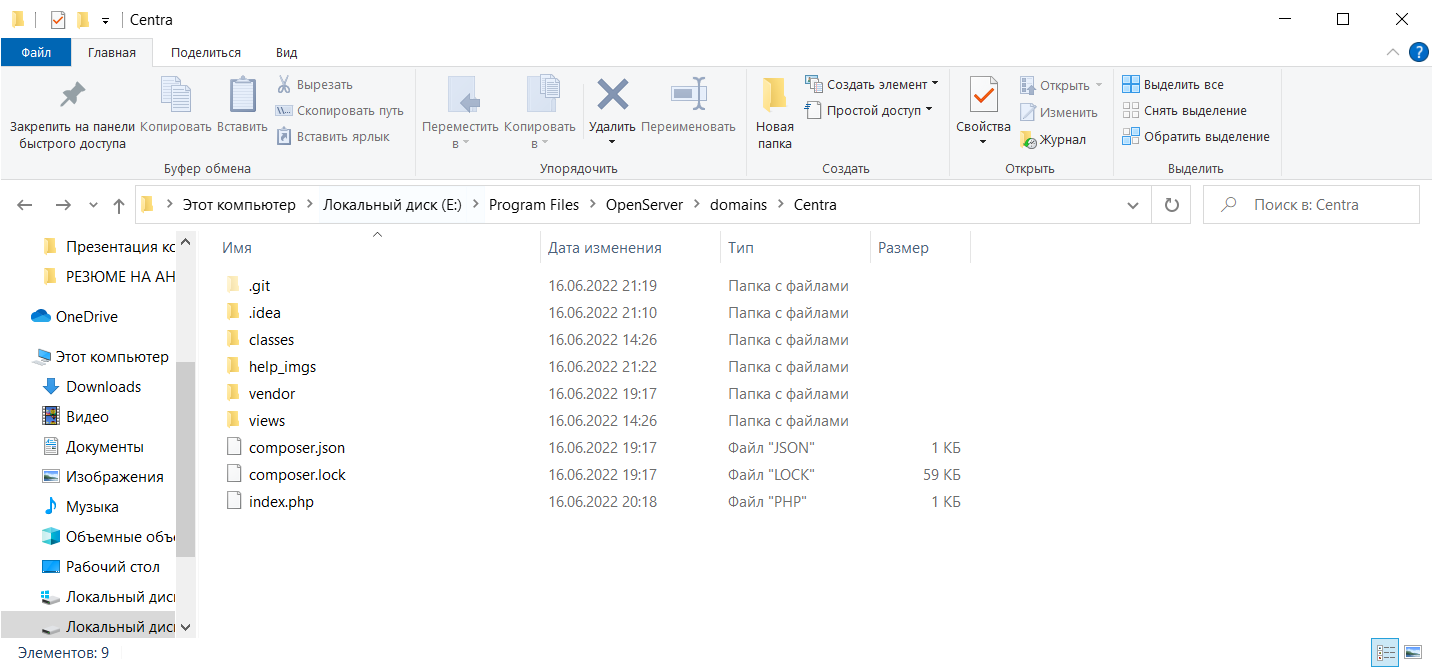 Centra
Файл Главная Поделиться Вид
Закрепить на панели быстрого доступа
Копировать
Вставить
Вырезать
Скопировать путь
Вставить ярлык
Буфер обмена
Переместить в
Копировать в
Удалить
Переименовать
Упорядочить
Новая папка
Создать элемент
Простой доступ
Создать
Свойства
Открыть
Изменить
Журнал
Открыть
Выделить все
Снять выделение
Обратить выделение
Выделить
Этот компьютер Локальный диск (E:) Program Files OpenServer domains Centra
Поиск в: Centra
Презентация кс
РЕЗЮМЕ НА АН
OneDrive
Этот компьютер
Downloads
Видео
Документы
Изображения
Музыка
Объемные объе
Рабочий стол
Локальный диск
Локальный диск
Имя Дата изменения Тип Размер
.git 16.06.2022 21:19 Папка с файлами
.idea 16.06.2022 21:10 Папка с файлами
classes 16.06.2022 14:26 Папка с файлами
help_imgs 16.06.2022 21:22 Папка с файлами
vendor 16.06.2022 19:17 Папка с файлами
views 16.06.2022 14:26 Папка с файлами
composer.json 16.06.2022 19:17 Файл "JSON" 1 КБ
composer.lock 16.06.2022 19:17 Файл "LOCK" 59 КБ
index.php 16.06.2022 20:18 Файл "PHP" 1 КБ
Элементов: 9